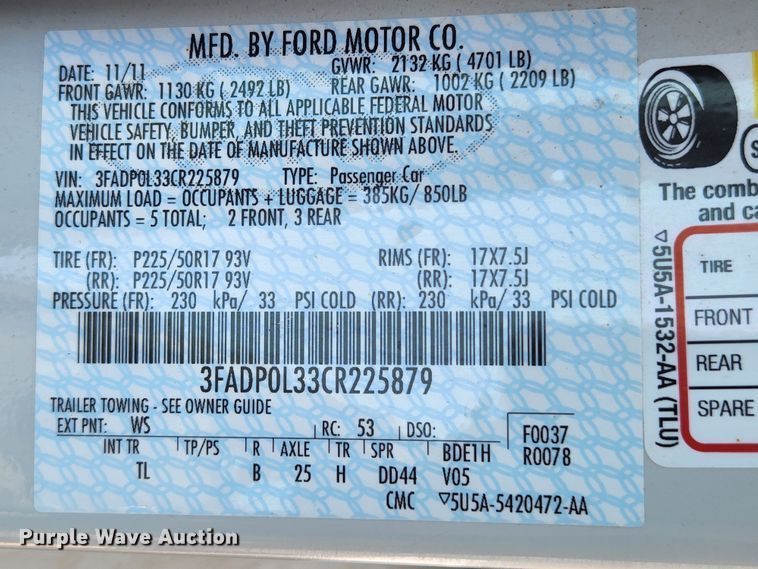 MFD. BY FORD MOTOR CO.
DATE: 11/11 GVWR: 2132 KG ( 4701 LB)
FRONT GAWR: 1130 KG ( 2492 LB) REAR GAWR: 1002 KG ( 2209 LB)
THIS VEHICLE CONFORMS TO ALL APPLICABLE FEDERAL MOTOR
VEHICLE SAFETY, BUMPER, AND THEFT PREVENTION STANDARDS
IN EFFECT ON THE DATE OF MANUFACTURE SHOWN ABOVE.
VIN: 3FADP0L33CR225879 TYPE: Passenger Car
MAXIMUM LOAD = OCCUPANTS + LUGGAGE = 385KG/ 850LB
OCCUPANTS = 5 TOTAL; 2 FRONT, 3 REAR
TIRE (FR): P225/50R17 93V RIMS (FR): 17X7.5J
(RR): P225/50R17 93V (RR): 17X7.5J
PRESSURE (FR): 230 kPa/ 33 PSI COLD (RR): 230 kPa/ 33 PSI COLD
3FADP0L33CR225879
TRAILER TOWING - SEE OWNER GUIDE
EXT PNT: WS RC: 53 DSO: F0037
R0078
INT TR TP/PS R AXLE TR SPR BDE1H
TL B 25 H DD44 V05
CMC ▽5U5A-5420472-AA
The comb
and ca
TIRE
FRONT
REAR
SPARE
▽5U5A-1532-AA (TLU)
Purple Wave Auction